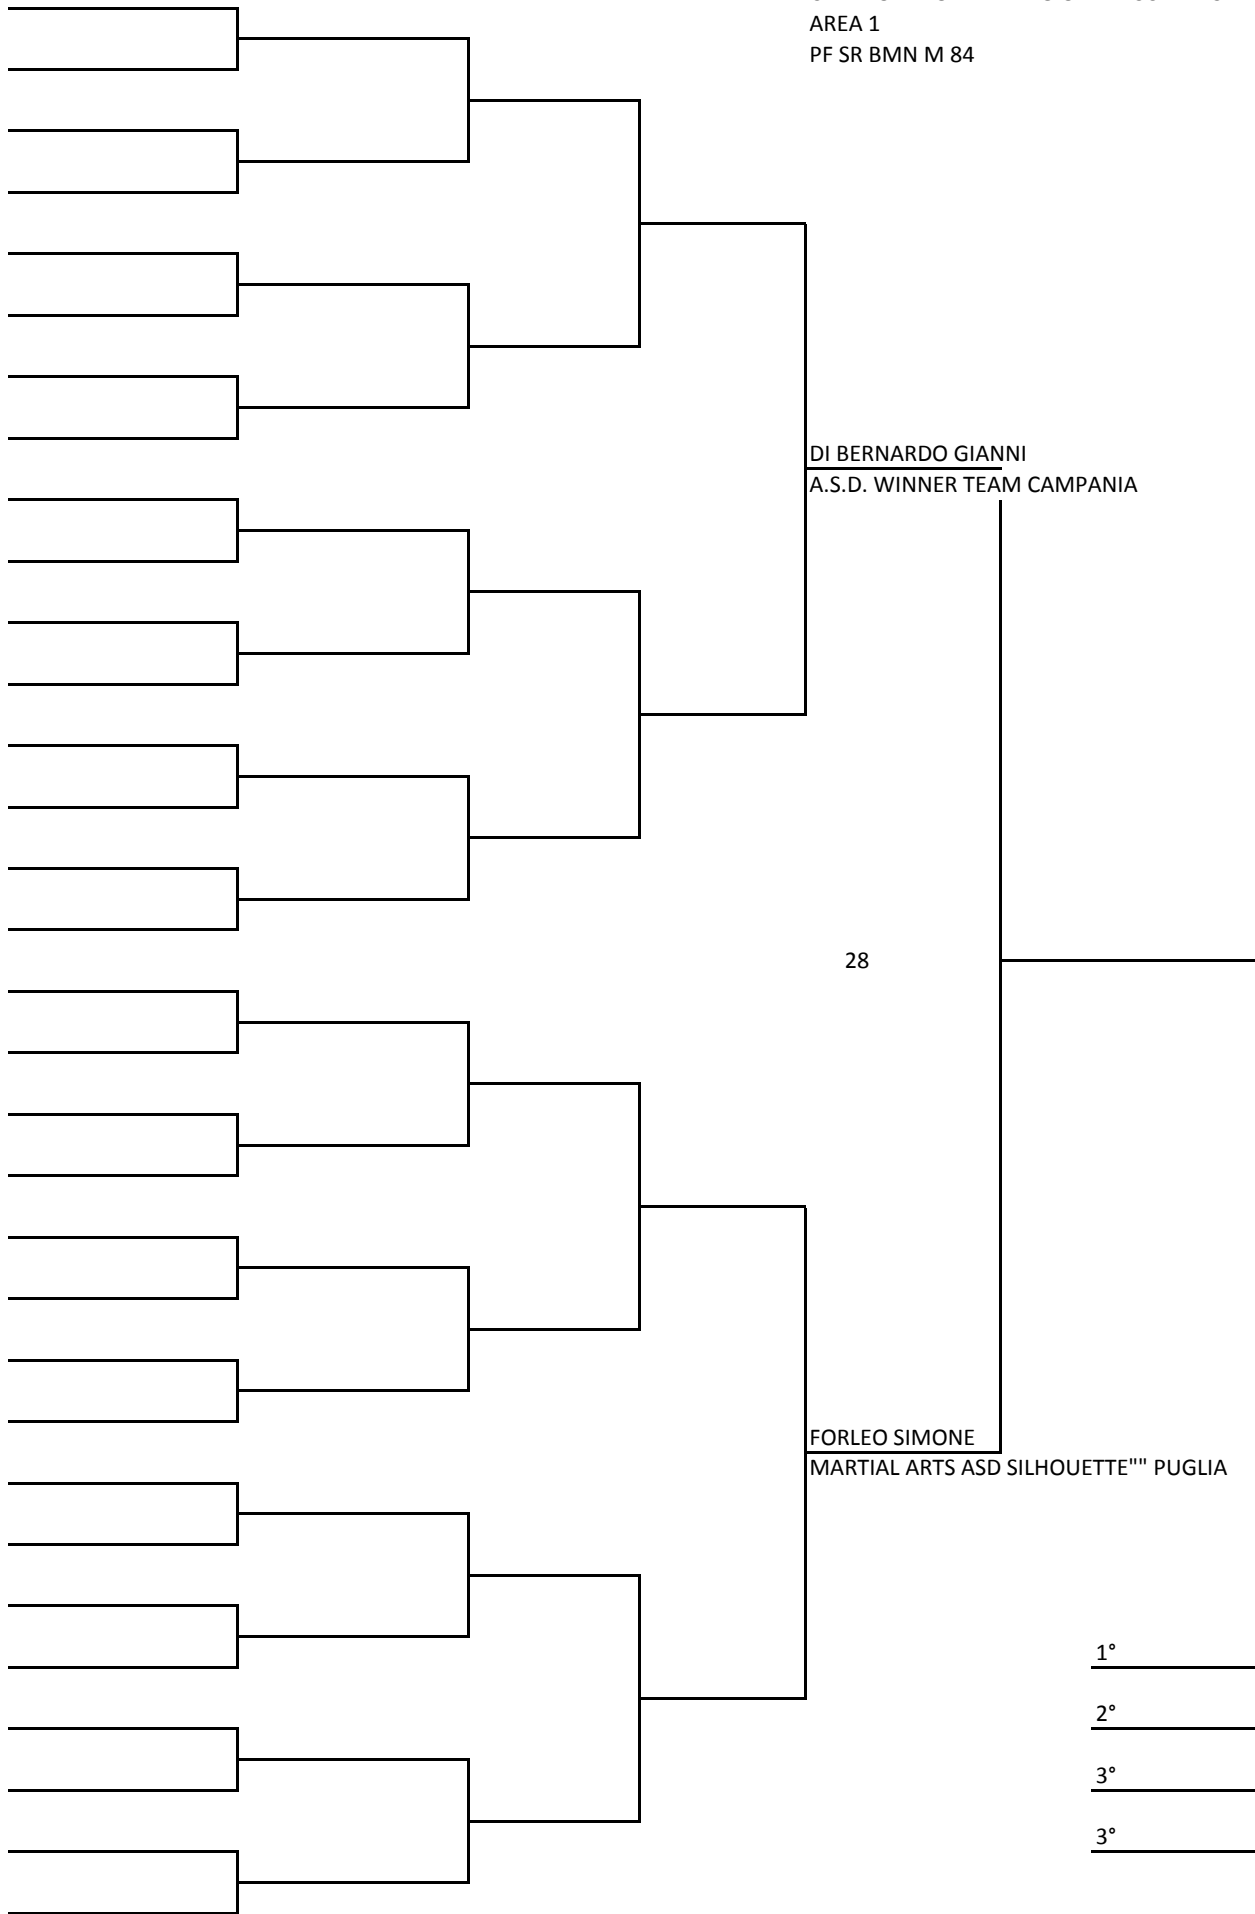 AREA 1
PF SR BMN M 84
DI BERNARDO GIANNI
A.S.D. WINNER TEAM CAMPANIA
28
FORLEO SIMONE
MARTIAL ARTS ASD SILHOUETTE"" PUGLIA
1°
2°
3°
3°